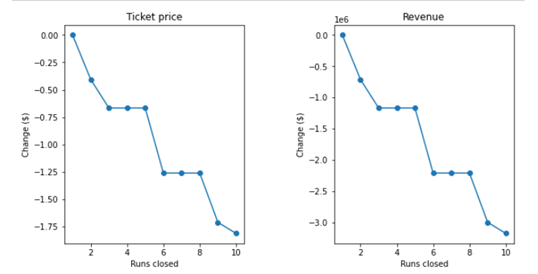 Ticket price
Change ($)
0.00
−0.25
−0.50
−0.75
−1.00
−1.25
−1.50
−1.75
2 4 6 8 10
Runs closed
Revenue
1e6
Change ($)
0.0
−0.5
−1.0
−1.5
−2.0
−2.5
−3.0
2 4 6 8 10
Runs closed